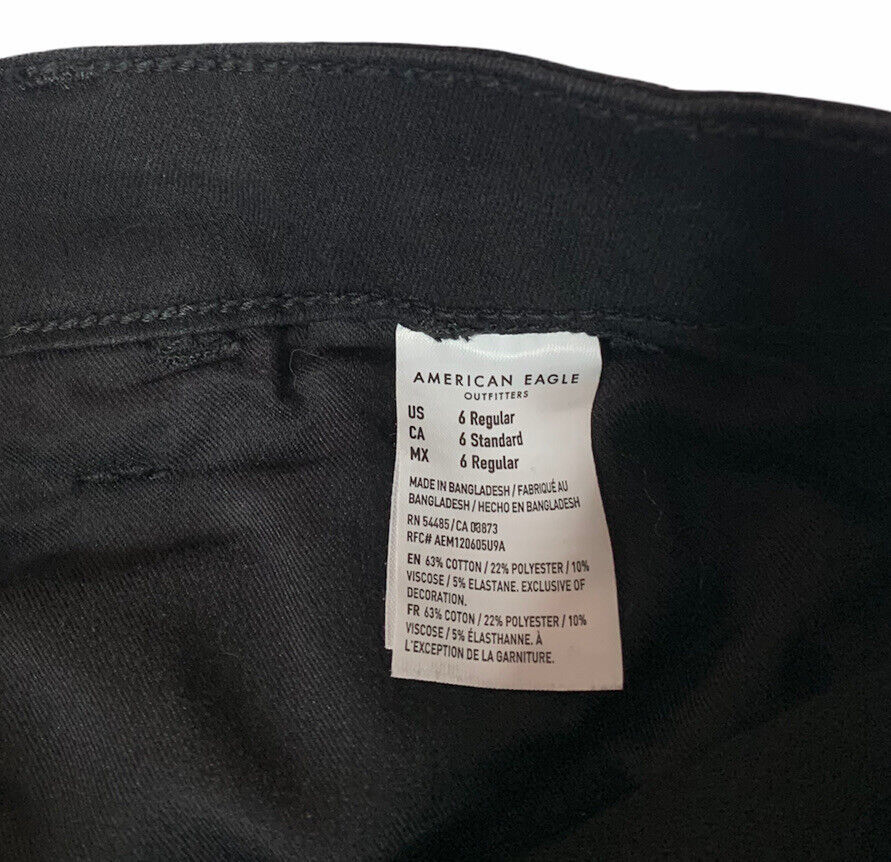 AMERICAN EAGLE
OUTFITTERS
US 6 Regular
CA 6 Standard
MX 6 Regular
MADE IN BANGLADESH / FABRIQUÉ AU
BANGLADESH / HECHO EN BANGLADESH
RN 54485 / CA 03873
RFC# AEM120605U9A
EN 63% COTTON / 22% POLYESTER / 10%
VISCOSE / 5% ELASTANE. EXCLUSIVE OF
DECORATION.
FR 63% COTON / 22% POLYESTER / 10%
VISCOSE / 5% ÉLASTHANNE. À
L'EXCEPTION DE LA GARNITURE.